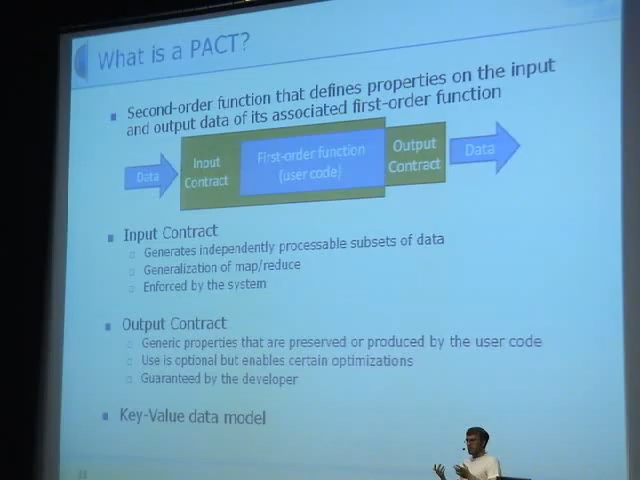 What is a PACT?
Second-order function that defines properties on the input
and output data of its associated first-order function
Data
Input
Contract
First-order function
(user code)
Output
Contract
Data
Input Contract
Generates independently processable subsets of data
Generalization of map/reduce
Enforced by the system
Output Contract
Generic properties that are preserved or produced by the user code
Use is optional but enables certain optimizations
Guaranteed by the developer
Key-Value data model